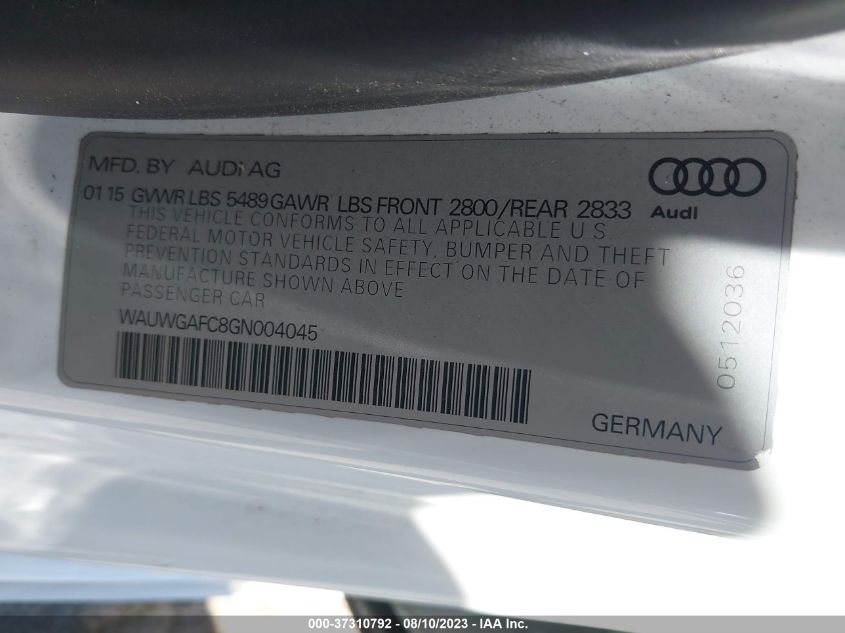 MFD. BY AUDI AG
01 15 GVWR LBS 5489 GAWR LBS FRONT 2800/REAR 2833
Audi
THIS VEHICLE CONFORMS TO ALL APPLICABLE U.S.
FEDERAL MOTOR VEHICLE SAFETY, BUMPER AND THEFT
PREVENTION STANDARDS IN EFFECT ON THE DATE OF
MANUFACTURE SHOWN ABOVE
PASSENGER CAR
WAUWGAFC8GN004045
0512036
GERMANY
000-37310792 - 08/10/2023 - IAA Inc.